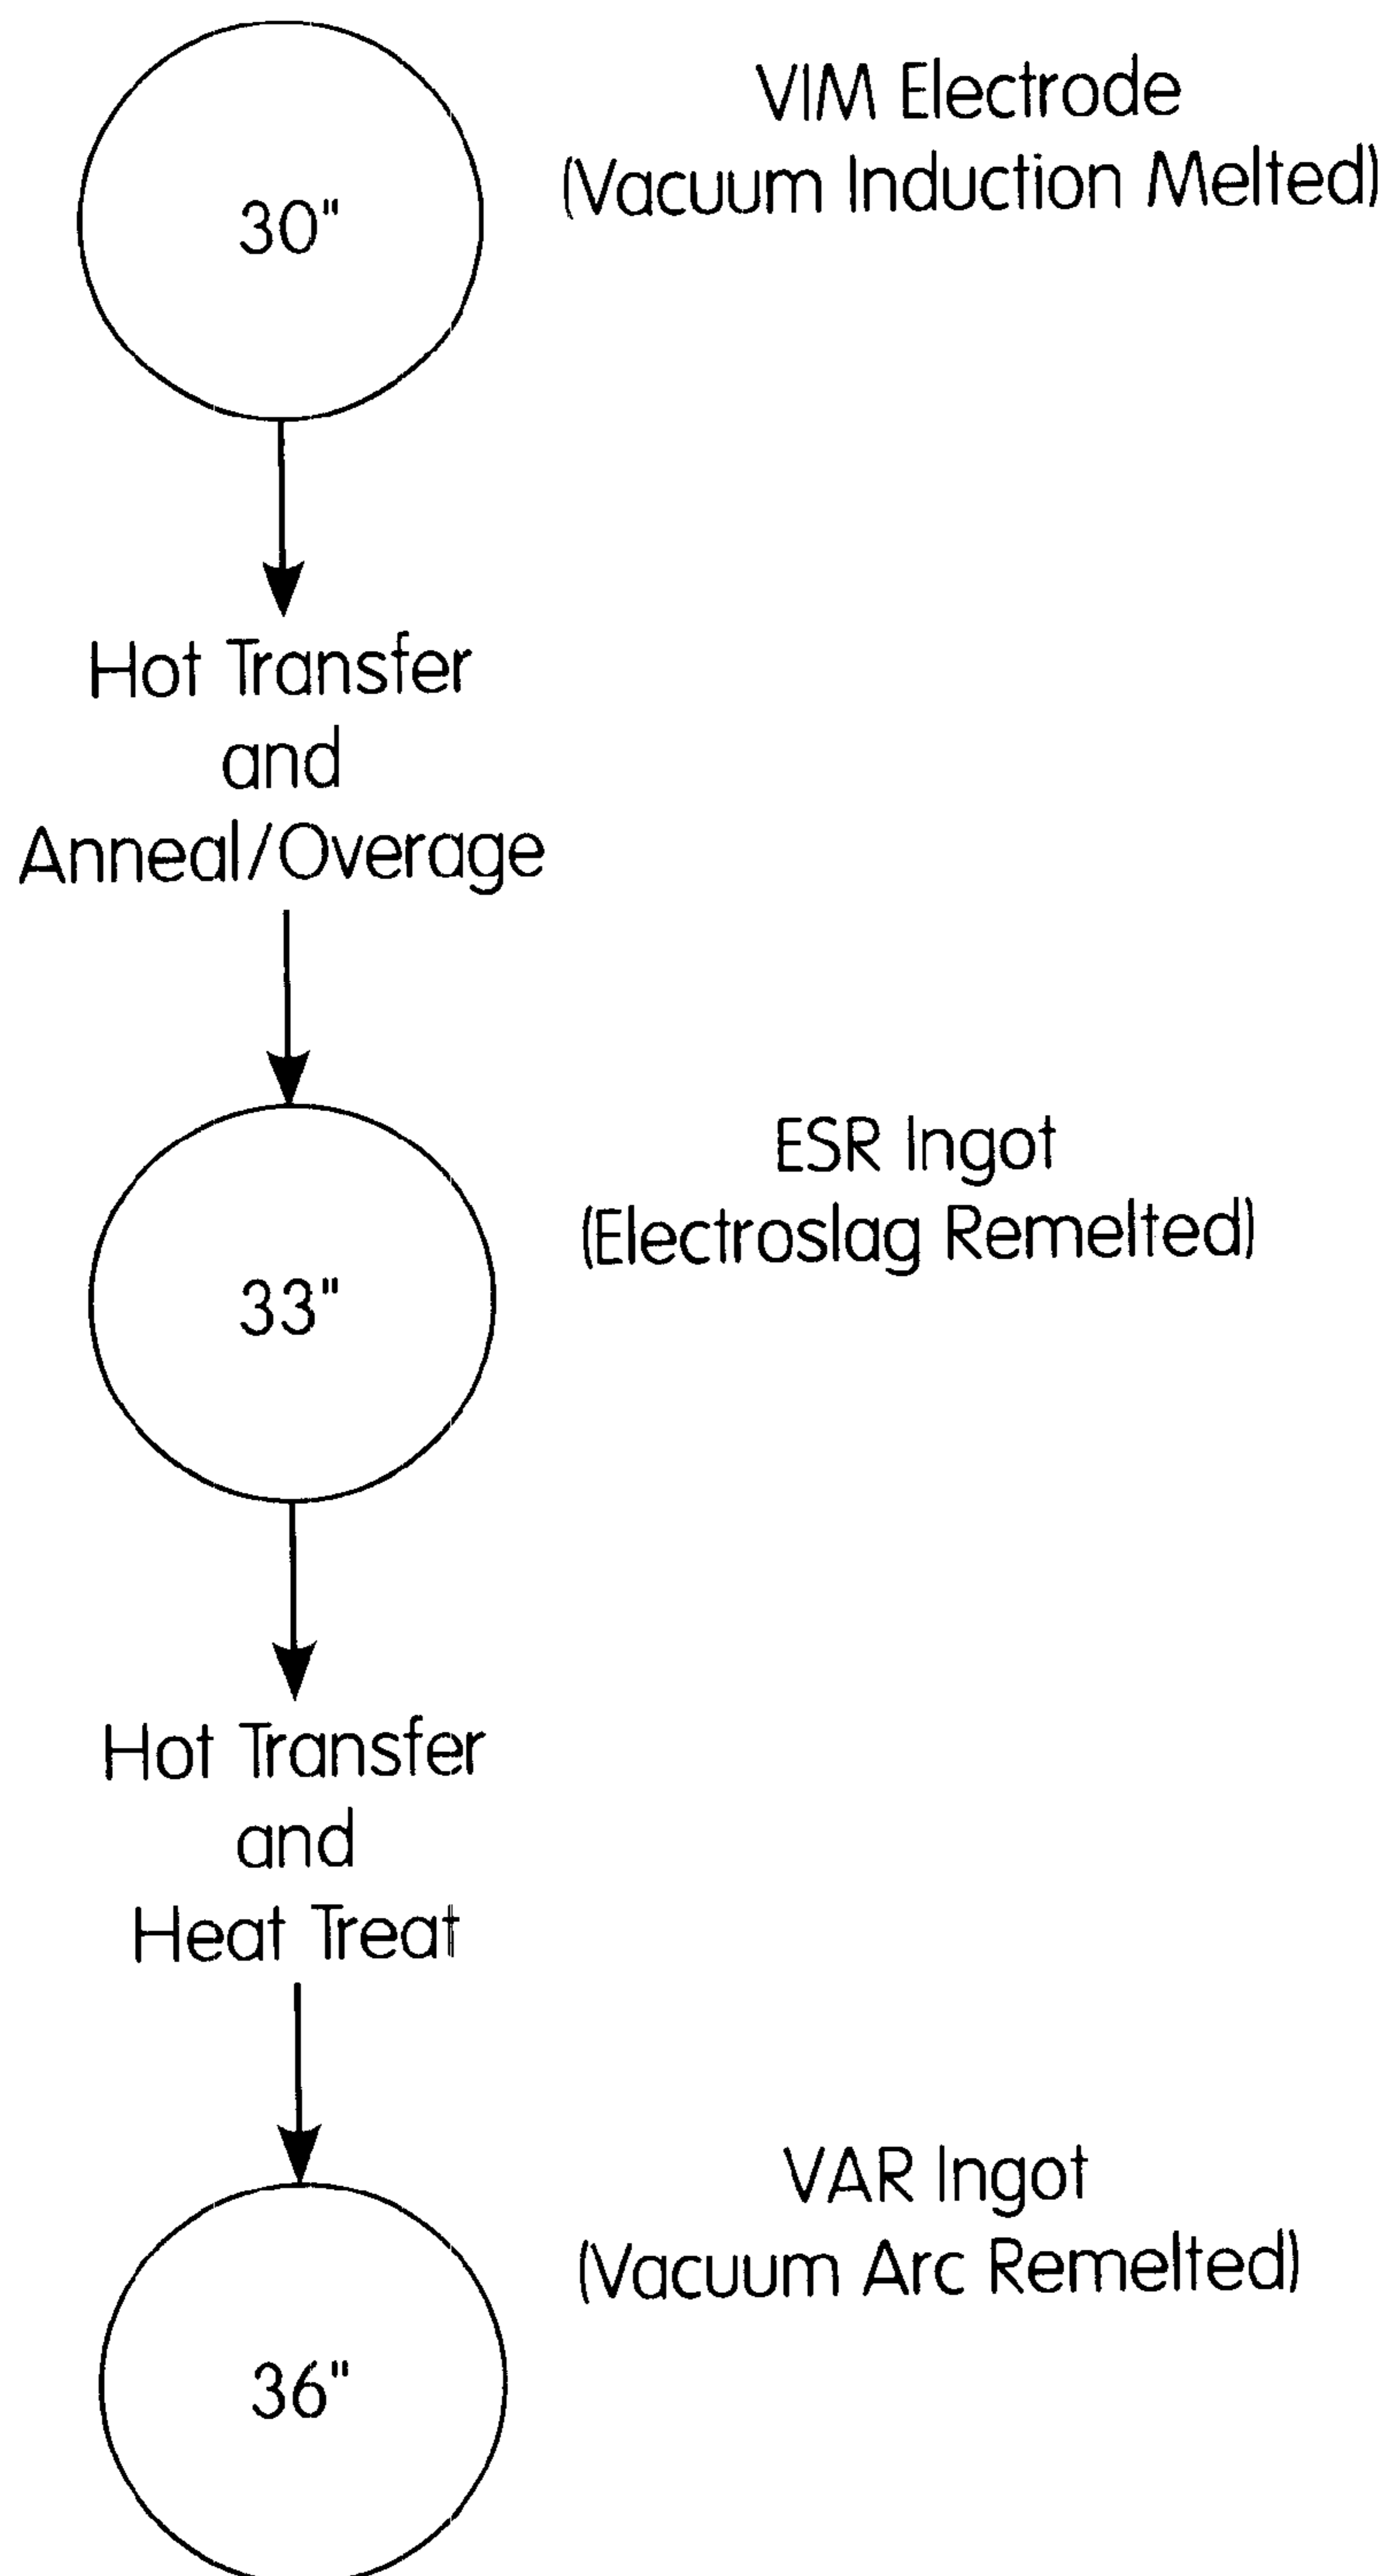 30"
VIM Electrode
(Vacuum Induction Melted)
Hot Transfer
and
Anneal/Overage
33"
ESR Ingot
(Electroslag Remelted)
Hot Transfer
and
Heat Treat
36"
VAR Ingot
(Vacuum Arc Remelted)